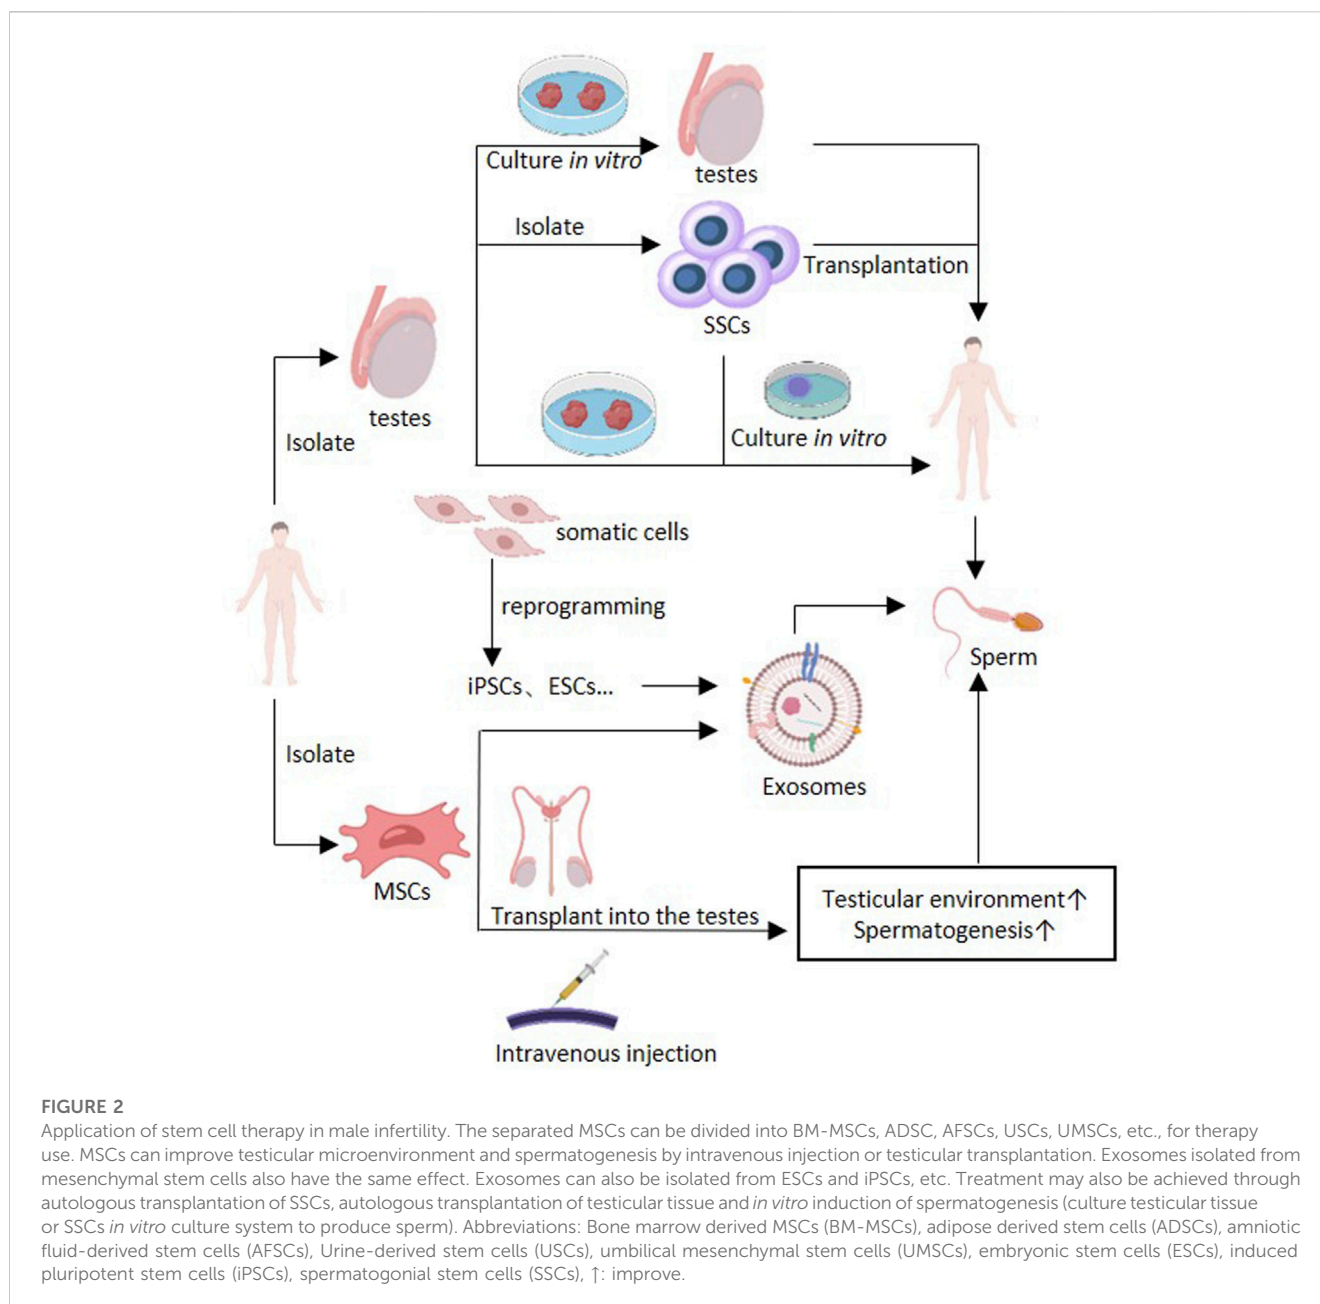 Culture in vitro
testes
Isolate
SSCs
Transplantation
testes
Isolate
Culture in vitro
somatic cells
reprogramming
iPSCs、ESCs...
Sperm
Exosomes
Isolate
MSCs
Transplant into the testes
Testicular environment↑
Spermatogenesis↑
Intravenous injection
FIGURE 2
Application of stem cell therapy in male infertility. The separated MSCs can be divided into BM-MSCs, ADSC, AFSCs, USCs, UMSCs, etc., for therapy
use. MSCs can improve testicular microenvironment and spermatogenesis by intravenous injection or testicular transplantation. Exosomes isolated from
mesenchymal stem cells also have the same effect. Exosomes can also be isolated from ESCs and iPSCs, etc. Treatment may also be achieved through
autologous transplantation of SSCs, autologous transplantation of testicular tissue and in vitro induction of spermatogenesis (culture testicular tissue
or SSCs in vitro culture system to produce sperm). Abbreviations: Bone marrow derived MSCs (BM-MSCs), adipose derived stem cells (ADSCs), amniotic
fluid-derived stem cells (AFSCs), Urine-derived stem cells (USCs), umbilical mesenchymal stem cells (UMSCs), embryonic stem cells (ESCs), induced
pluripotent stem cells (iPSCs), spermatogonial stem cells (SSCs), ↑: improve.